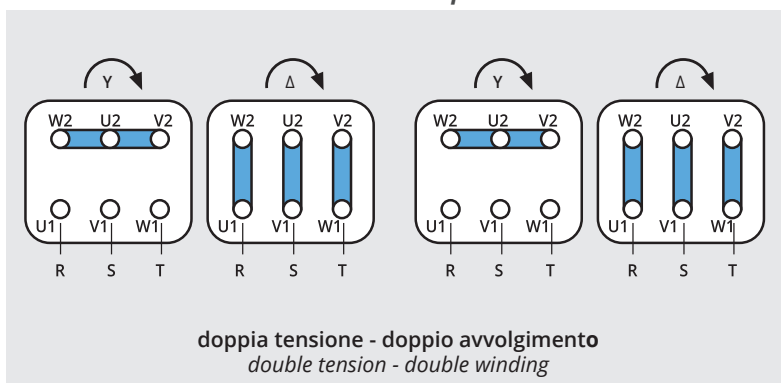 Y Δ Y Δ
W2 U2 V2 W2 U2 V2 W2 U2 V2 W2 U2 V2
U1 V1 W1 U1 V1 W1 U1 V1 W1 U1 V1 W1
R S T R S T R S T R S T
doppia tensione - doppio avvolgimento
double tension - double winding